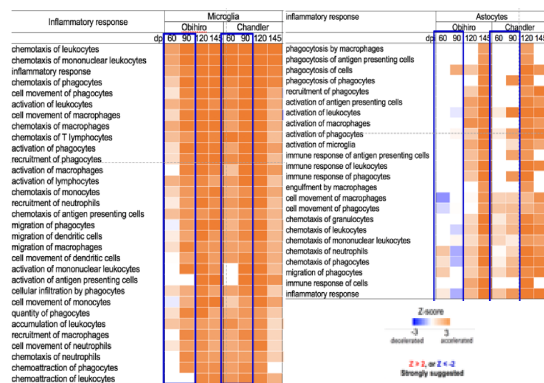 Inflammatory response
Microglia
Obihiro Chandler
dpi 60 90 120 145 60 90 120 145
chemotaxis of leukocytes
chemotaxis of mononuclear leukocytes
inflammatory response
chemotaxis of phagocytes
cell movement of phagocytes
activation of leukocytes
cell movement of macrophages
chemotaxis of macrophages
chemotaxis of T lymphocytes
activation of phagocytes
recruitment of phagocytes
activation of macrophages
activation of lymphocytes
chemotaxis of monocytes
recruitment of neutrophils
chemotaxis of antigen presenting cells
migration of phagocytes
migration of dendritic cells
migration of macrophages
cell movement of dendritic cells
activation of mononuclear leukocytes
activation of antigen presenting cells
cellular infiltration by phagocytes
cell movement of monocytes
quantity of phagocytes
accumulation of leukocytes
recruitment of macrophages
cell movement of neutrophils
chemotaxis of neutrophils
chemoattraction of phagocytes
chemoattraction of leukocytes
inflammatory response
Astocytes
Obihiro Chandler
dp 60 90 120 145 60 90 120 145
phagocytosis by macrophages
phagocytosis of antigen presenting cells
phagocytosis of cells
phagocytosis of phagocytes
recruitment of phagocytes
activation of antigen presenting cells
activation of leukocytes
activation of macrophages
activation of phagocytes
activation of microglia
immune response of antigen presenting cells
immune response of leukocytes
immune response of phagocytes
engulfment by macrophages
cell movement of macrophages
cell movement of phagocytes
chemotaxis of granulocytes
chemotaxis of leukocytes
chemotaxis of mononuclear leukocytes
chemotaxis of neutrophils
chemotaxis of phagocytes
migration of phagocytes
immune response of cells
inflammatory response
Z-score
-3 3
decelerated accelerated
Z > 2, or Z < -2
Strongly suggested